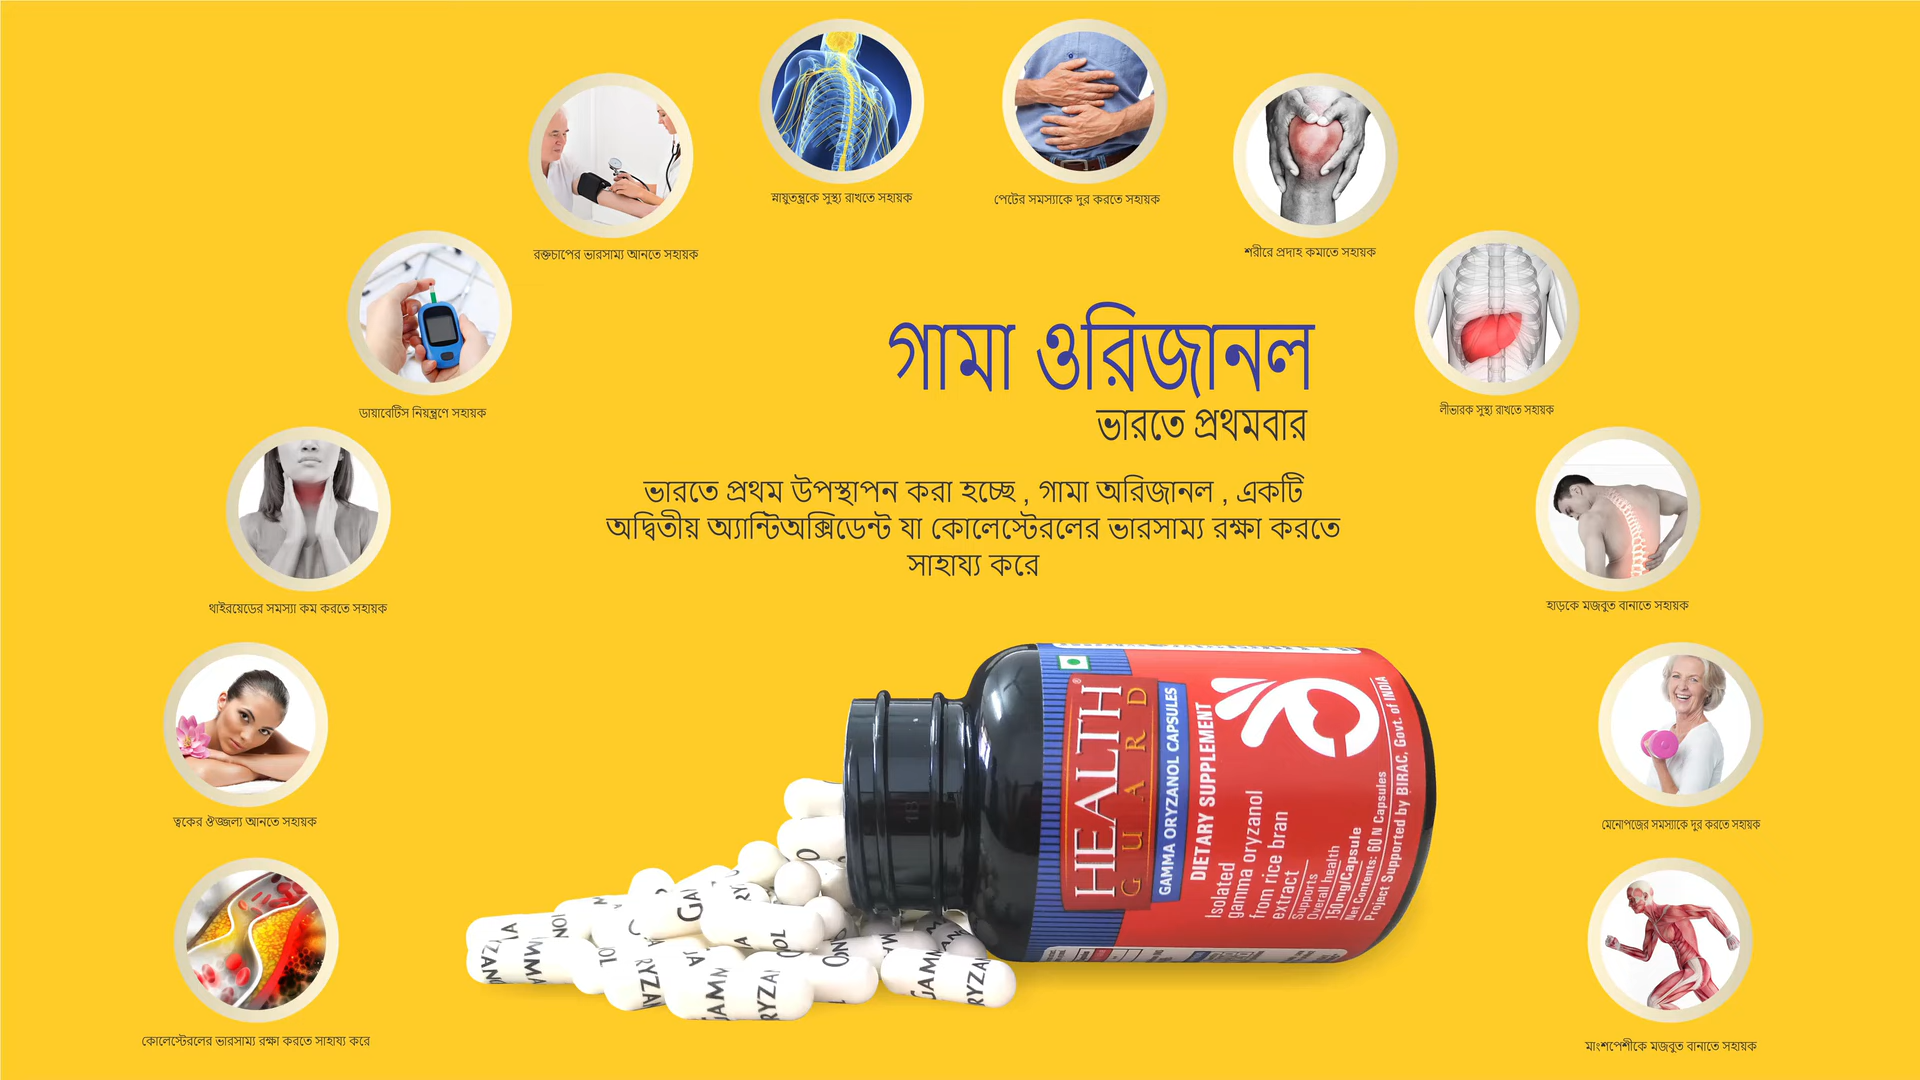 স্নায়ুতন্ত্রকে সুস্থ্য রাখতে সহায়ক
পেটের সমস্যাকে দুর করতে সহায়ক
রক্তচাপের ভারসাম্য আনতে সহায়ক
শরীরে প্রদাহ কমাতে সহায়ক
ডায়াবেটিস নিয়ন্ত্রণে সহায়ক
লীভারক সুস্থ্য রাখতে সহায়ক
গামা ওরিজানল
ভারতে প্রথমবার
ভারতে প্রথম উপস্থাপন করা হচ্ছে , গামা অরিজানল , একটি
অদ্বিতীয় অ্যান্টিঅক্সিডেন্ট যা কোলেস্টেরলের ভারসাম্য রক্ষা করতে
সাহায্য করে
থাইরয়েডের সমস্যা কম করতে সহায়ক
হাড়কে মজবুত বানাতে সহায়ক
ত্বকের ঔজ্জল্য আনতে সহায়ক
মেনোপজের সমস্যাকে দুর করতে সহায়ক
কোলেস্টেরলের ভারসাম্য রক্ষা করতে সাহায্য করে
মাংশপেশীকে মজবুত বানাতে সহায়ক
HEALTH
GUARD
GAMMA ORYZANOL CAPSULES
DIETARY SUPPLEMENT
Isolated
gamma oryzanol
from rice bran
extract
Supports
Overall health
150 mg/Capsule
Net Contents: 60 N Capsules
Project Supported by BIRAC, Govt. of INDIA